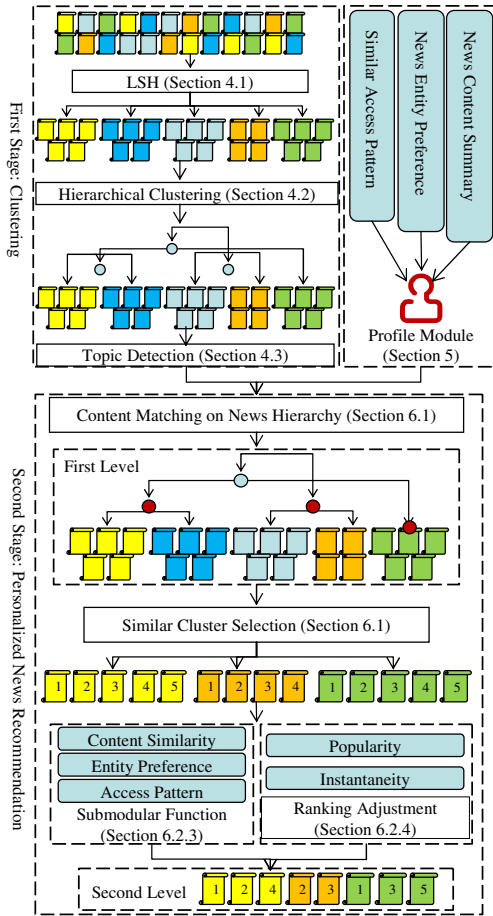 First Stage: Clustering
LSH (Section 4.1)
Hierarchical Clustering (Section 4.2)
Topic Detection (Section 4.3)
Similar Access
Pattern
News Entity
Preference
News Content
Summary
Profile Module
(Section 5)
Second Stage: Personalized News Recommendation
Content Matching on News Hierarchy (Section 6.1)
First Level
Similar Cluster Selection (Section 6.1)
1 2 3 4 5 1 2 3 4 1 2 3 4 5
Content Similarity
Entity Preference
Access Pattern
Submodular Function
(Section 6.2.3)
Popularity
Instantaneity
Ranking Adjustment
(Section 6.2.4)
Second Level 1 2 4 2 3 1 3 5